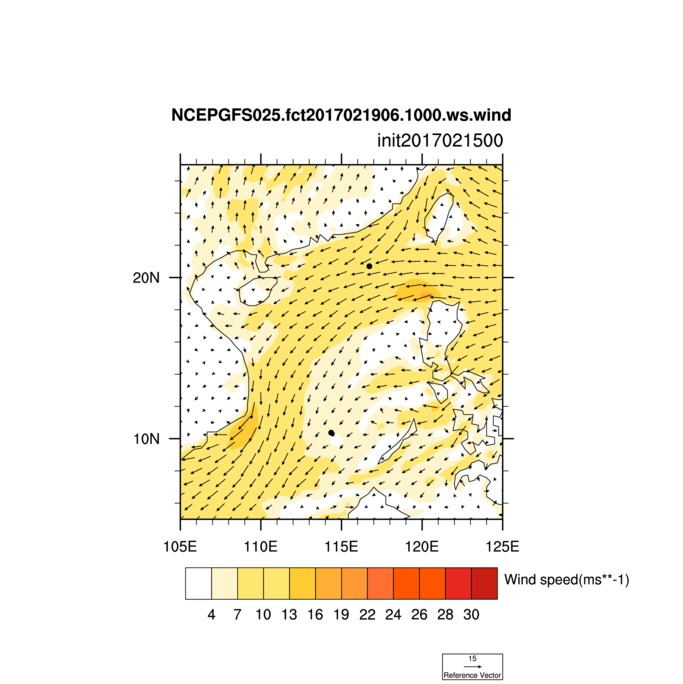 NCEPGFS025.fct2017021906.1000.ws.wind
init2017021500
20N
10N
105E 110E 115E 120E 125E
Wind speed(ms**-1)
4 7 10 13 16 19 22 24 26 28 30
15
Reference Vector